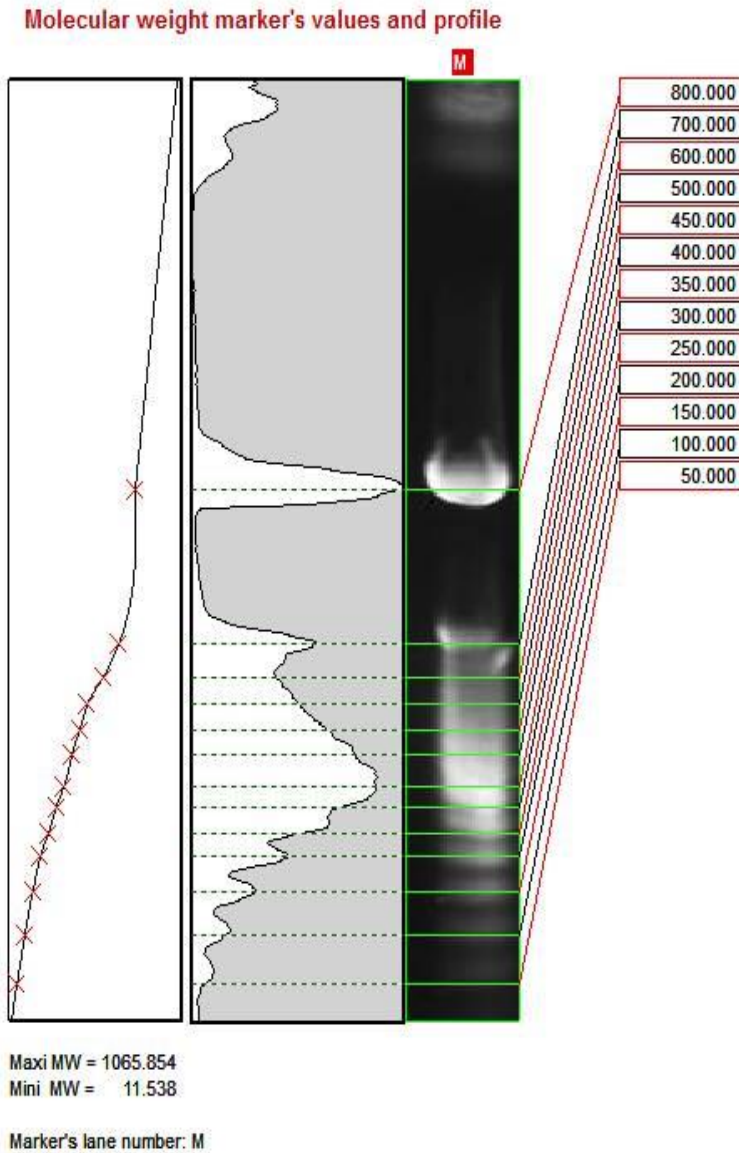 Molecular weight marker's values and profile
M
800.000
700.000
600.000
500.000
450.000
400.000
350.000
300.000
250.000
200.000
150.000
100.000
50.000
Maxi MW = 1065.854
Mini MW = 11.538
Marker's lane number: M